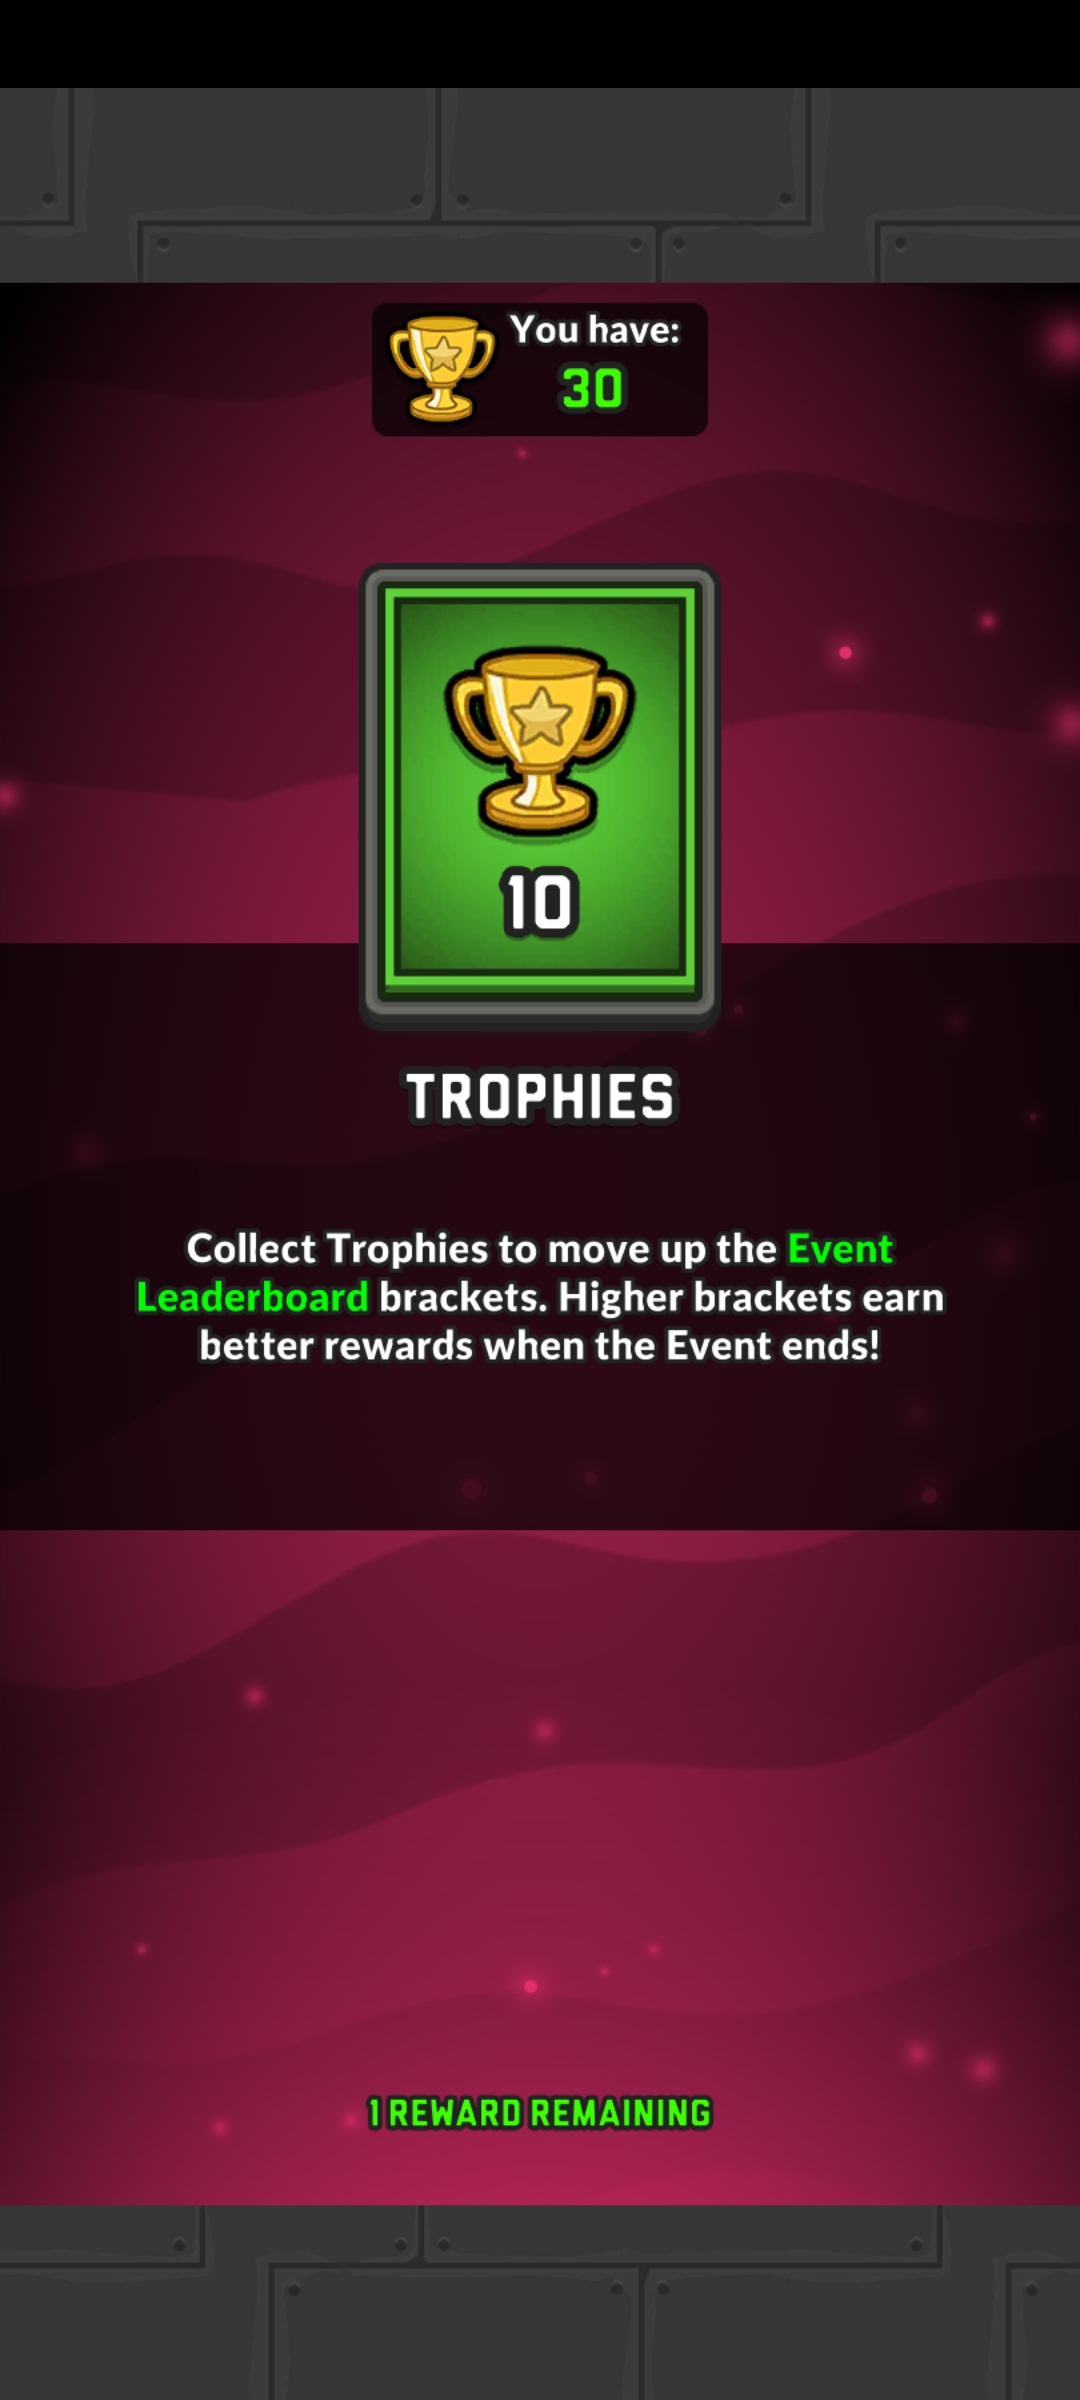 You have:
30
10
TROPHIES
Collect Trophies to move up the Event
Leaderboard brackets. Higher brackets earn
better rewards when the Event ends!
1 REWARD REMAINING